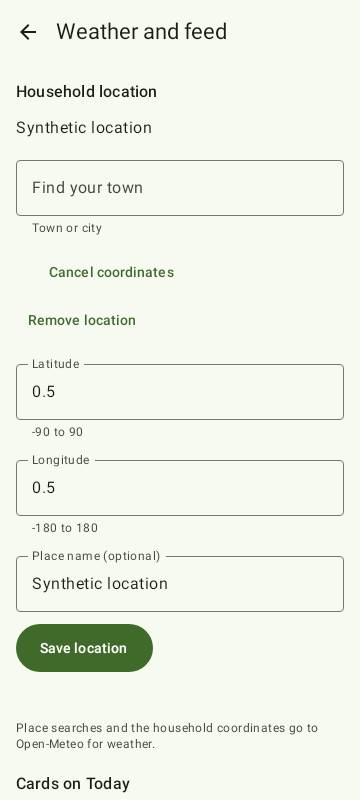 Weather and feed
Household location
Synthetic location
Find your town
Town or city
Cancel coordinates
Remove location
Latitude
0.5
-90 to 90
Longitude
0.5
-180 to 180
Place name (optional)
Synthetic location
Save location
Place searches and the household coordinates go to
Open-Meteo for weather.
Cards on Today